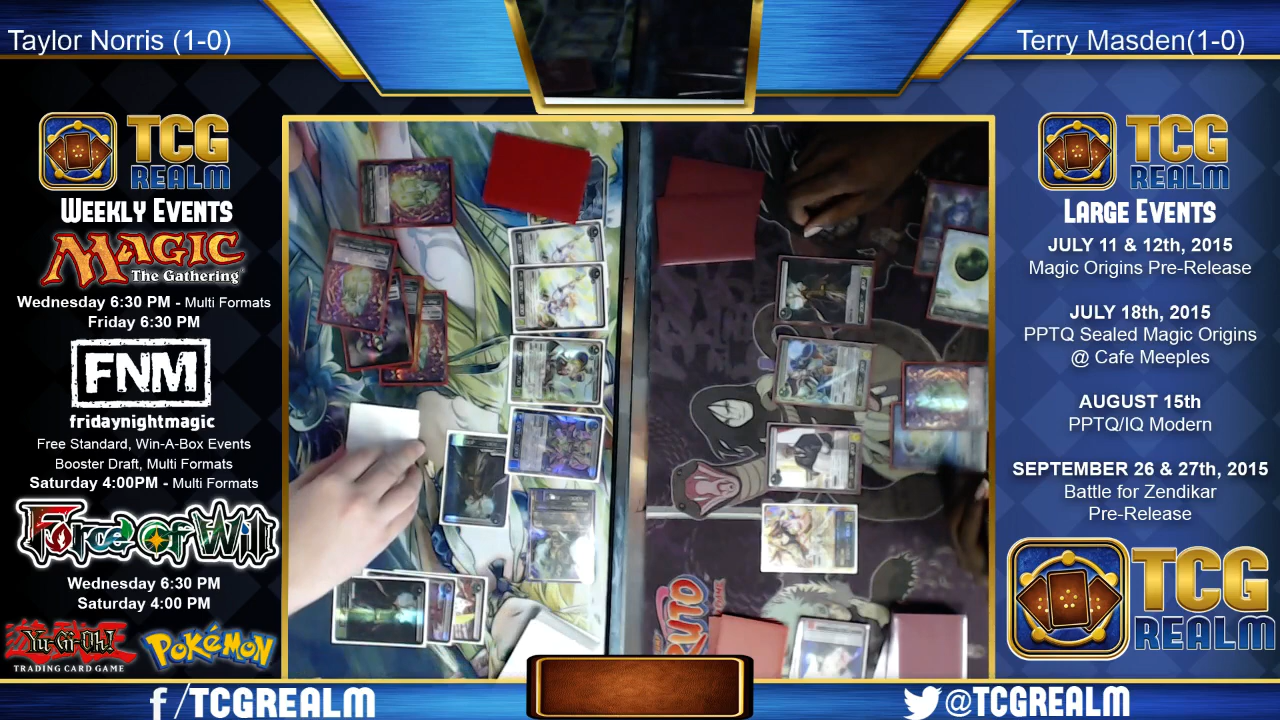 Taylor Norris (1-0)
Terry Masden(1-0)
TCG
REALM
WEEKLY EVENTS
MAGIC
The Gathering
Wednesday 6:30 PM - Multi Formats
Friday 6:30 PM
FNM
fridaynightmagic
Free Standard, Win-A-Box Events
Booster Draft, Multi Formats
Saturday 4:00PM - Multi Formats
Force of Will
Wednesday 6:30 PM
Saturday 4:00 PM
Yu-Gi-Oh!
TRADING CARD GAME
POKéMON
TCG
REALM
LARGE EVENTS
JULY 11 & 12th, 2015
Magic Origins Pre-Release
JULY 18th, 2015
PPTQ Sealed Magic Origins
@ Cafe Meeples
AUGUST 15th
PPTQ/IQ Modern
SEPTEMBER 26 & 27th, 2015
Battle for Zendikar
Pre-Release
TCG
REALM
f /TCGREALM
@TCGREALM